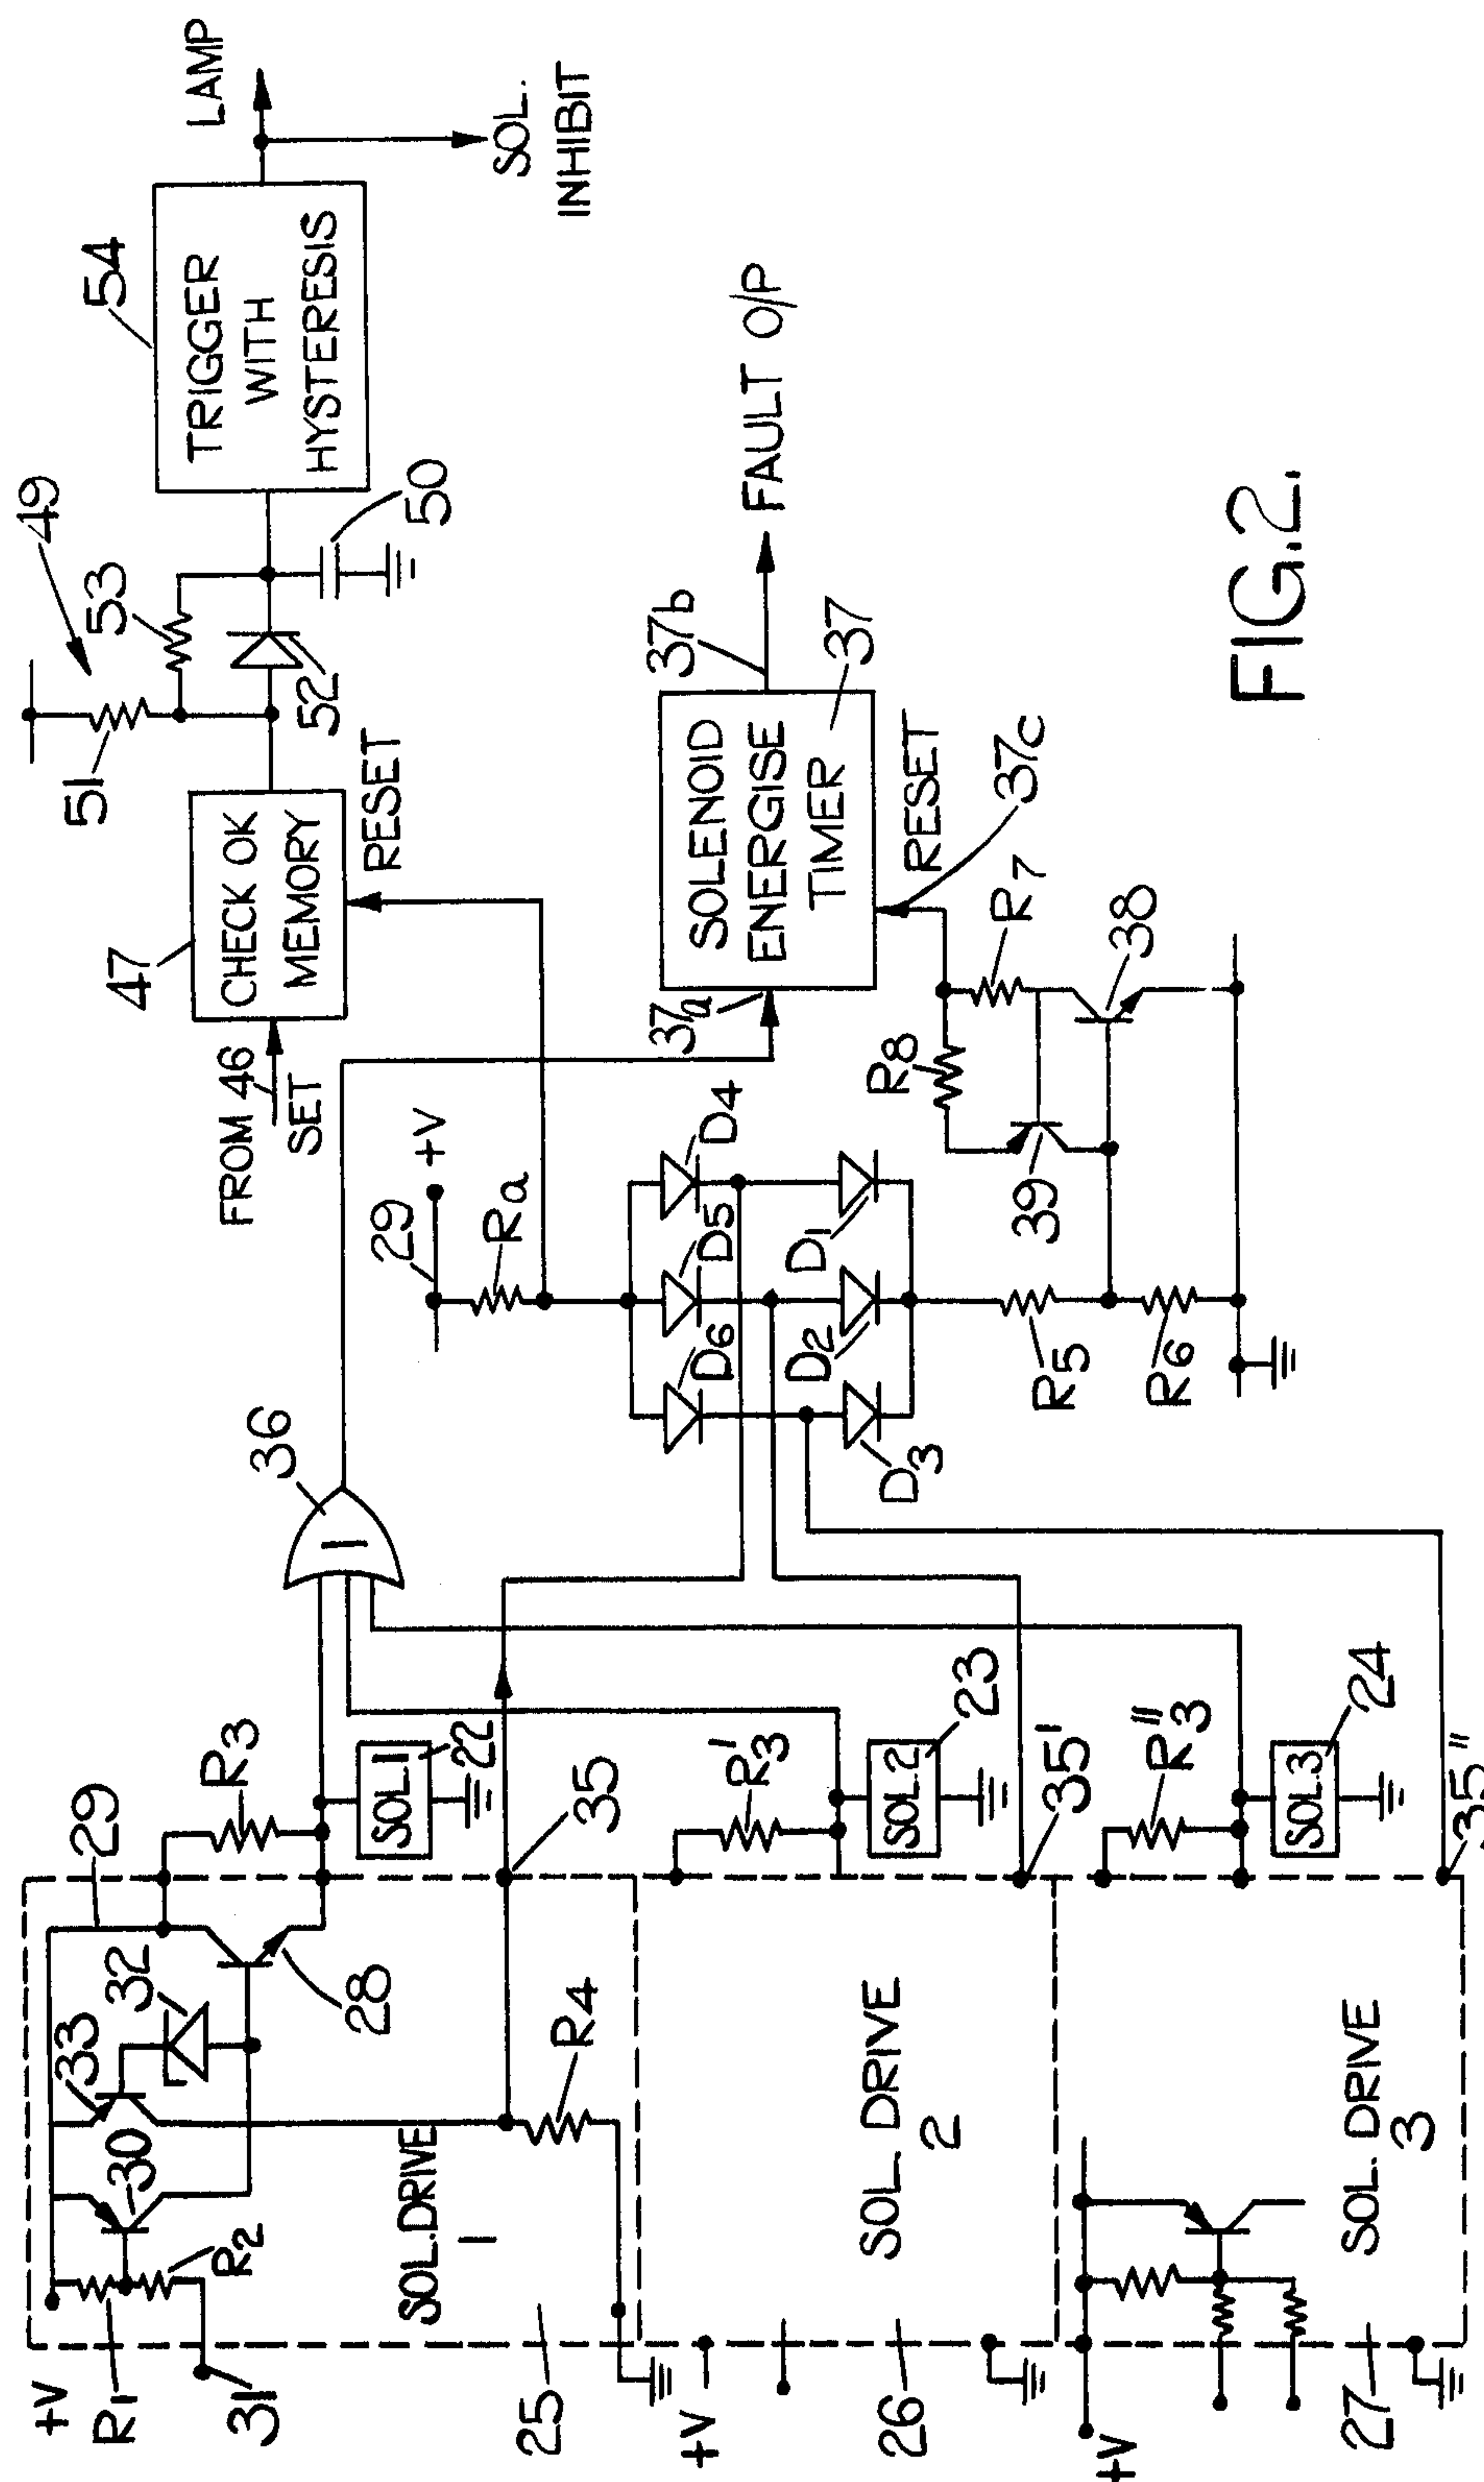 +V
R1
31
R2
30
33
32
29
28
SOL.DRIVE
1
25
R4
35
R3
SOL.1
22
+V
26
SOL. DRIVE
2
R3'
SOL.2
23
35'
+V
27
SOL. DRIVE
3
R3"
SOL.3
24
35"
36
1
29
+V
Ra
D4
D5
D6
D1
D2
D3
R5
R6
R7
R8
38
39
FROM 46
SET
47
CHECK OK
MEMORY
RESET
49
51
52
53
50
54
TRIGGER
WITH
HYSTERESIS
LAMP
SOL.
INHIBIT
37a
SOLENOID
ENERGISE
TIMER
37
37b
FAULT O/P
RESET
37c
FIG.2.